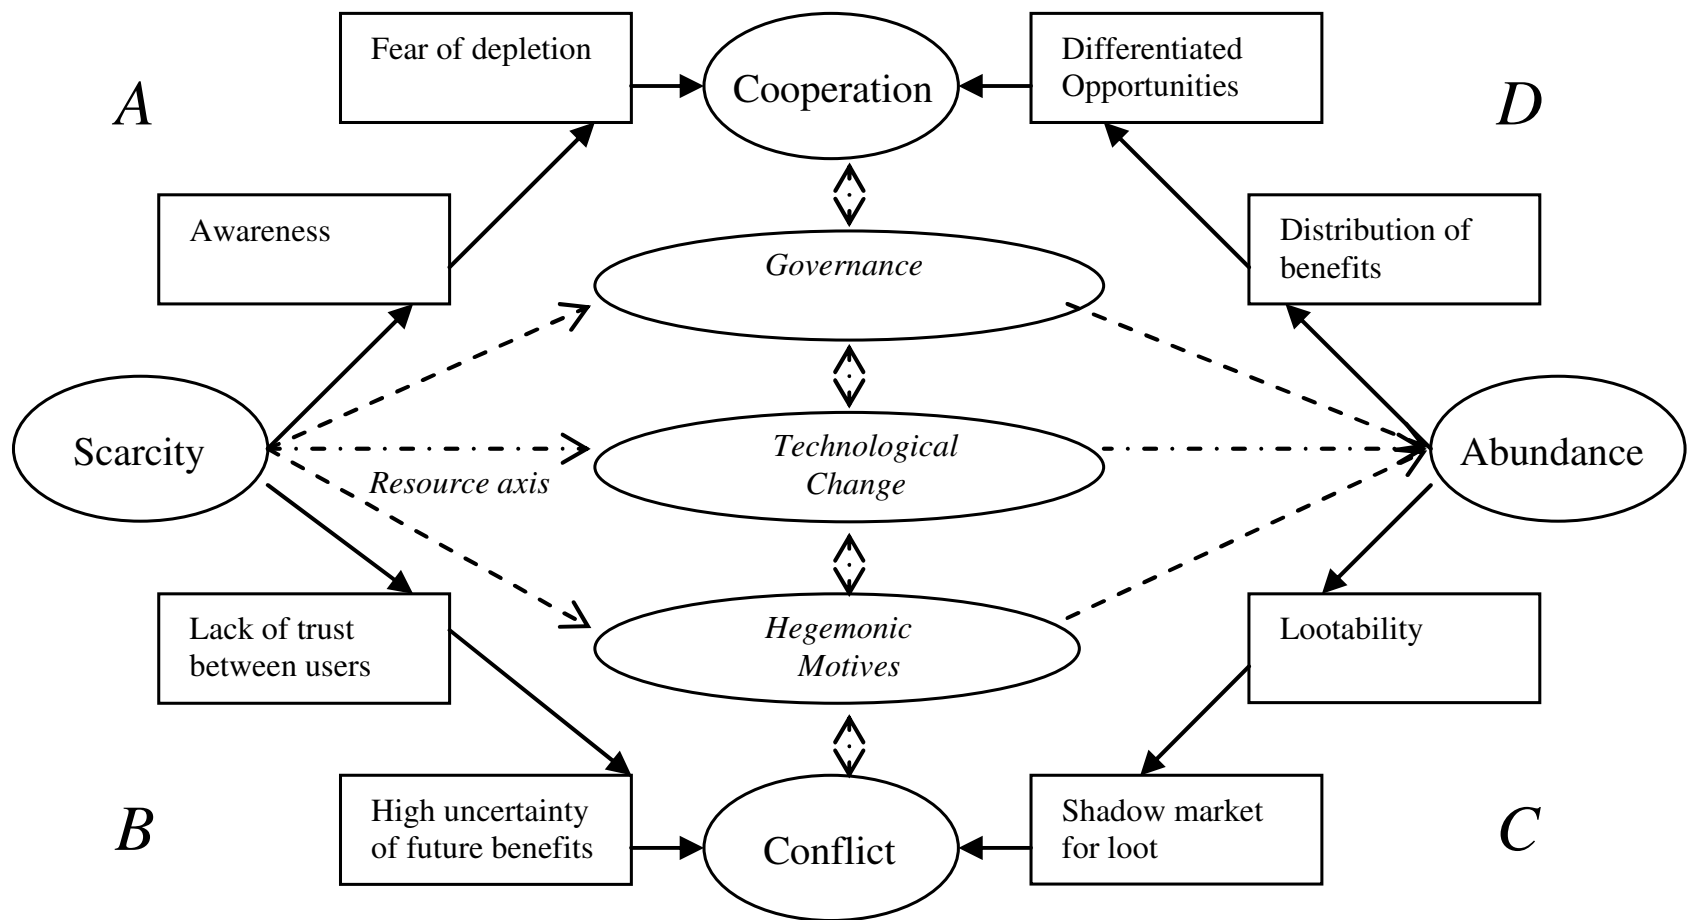 Fear of depletion
Cooperation
Differentiated
Opportunities
A
D
Awareness
Governance
Distribution of
benefits
Scarcity
Resource axis
Technological
Change
Abundance
Lack of trust
between users
Hegemonic
Motives
Lootability
B
High uncertainty
of future benefits
Conflict
Shadow market
for loot
C